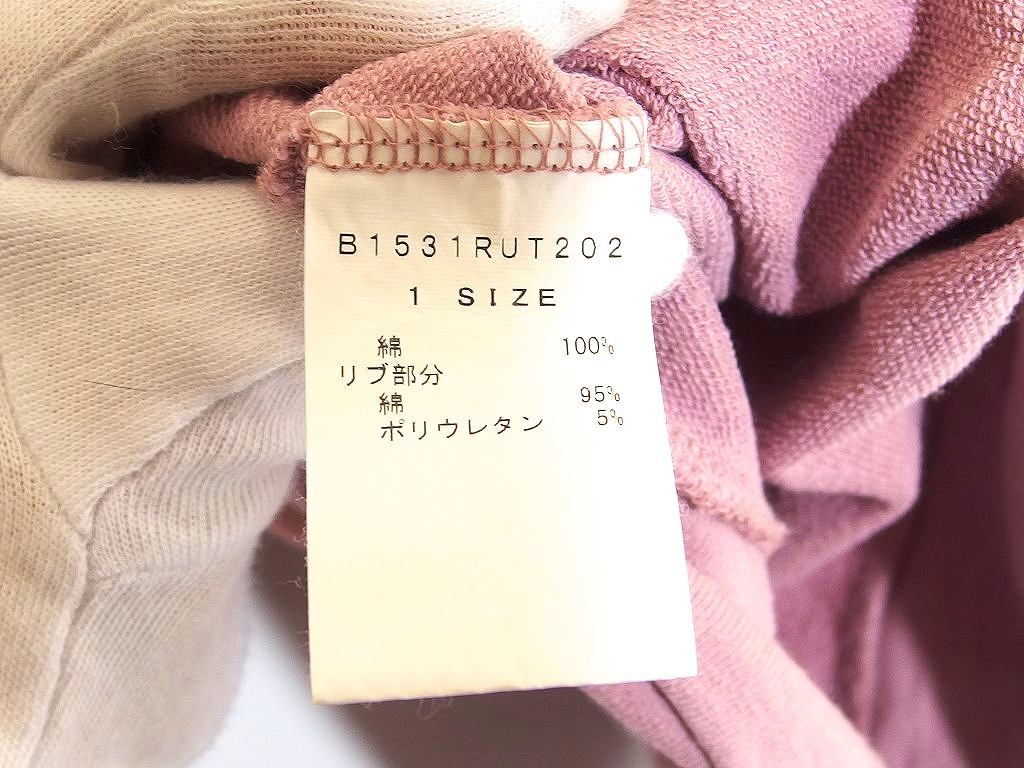 B1531RUT202
1 SIZE
綿 100%
リブ部分
綿 95%
ポリウレタン 5%